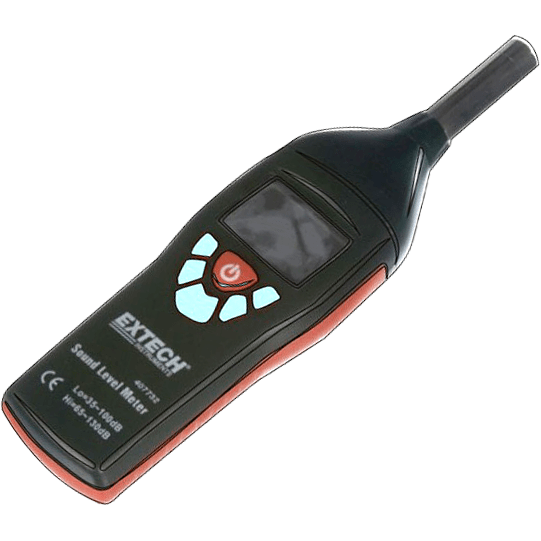 EXTECH
INSTRUMENTS
Sound Level Meter
407732
CE
Lo=35~100dB
Hi=65~130dB